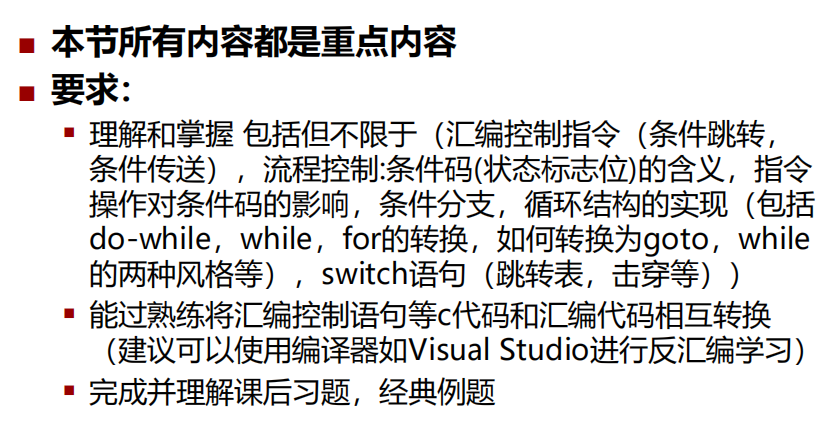 本节所有内容都是重点内容
要求：
理解和掌握 包括但不限于（汇编控制指令（条件跳转，
条件传送），流程控制:条件码(状态标志位)的含义，指令
操作对条件码的影响，条件分支，循环结构的实现（包括
do-while，while，for的转换，如何转换为goto，while
的两种风格等），switch语句（跳转表，击穿等））
能过熟练将汇编控制语句等c代码和汇编代码相互转换
（建议可以使用编译器如Visual Studio进行反汇编学习）
完成并理解课后习题，经典例题